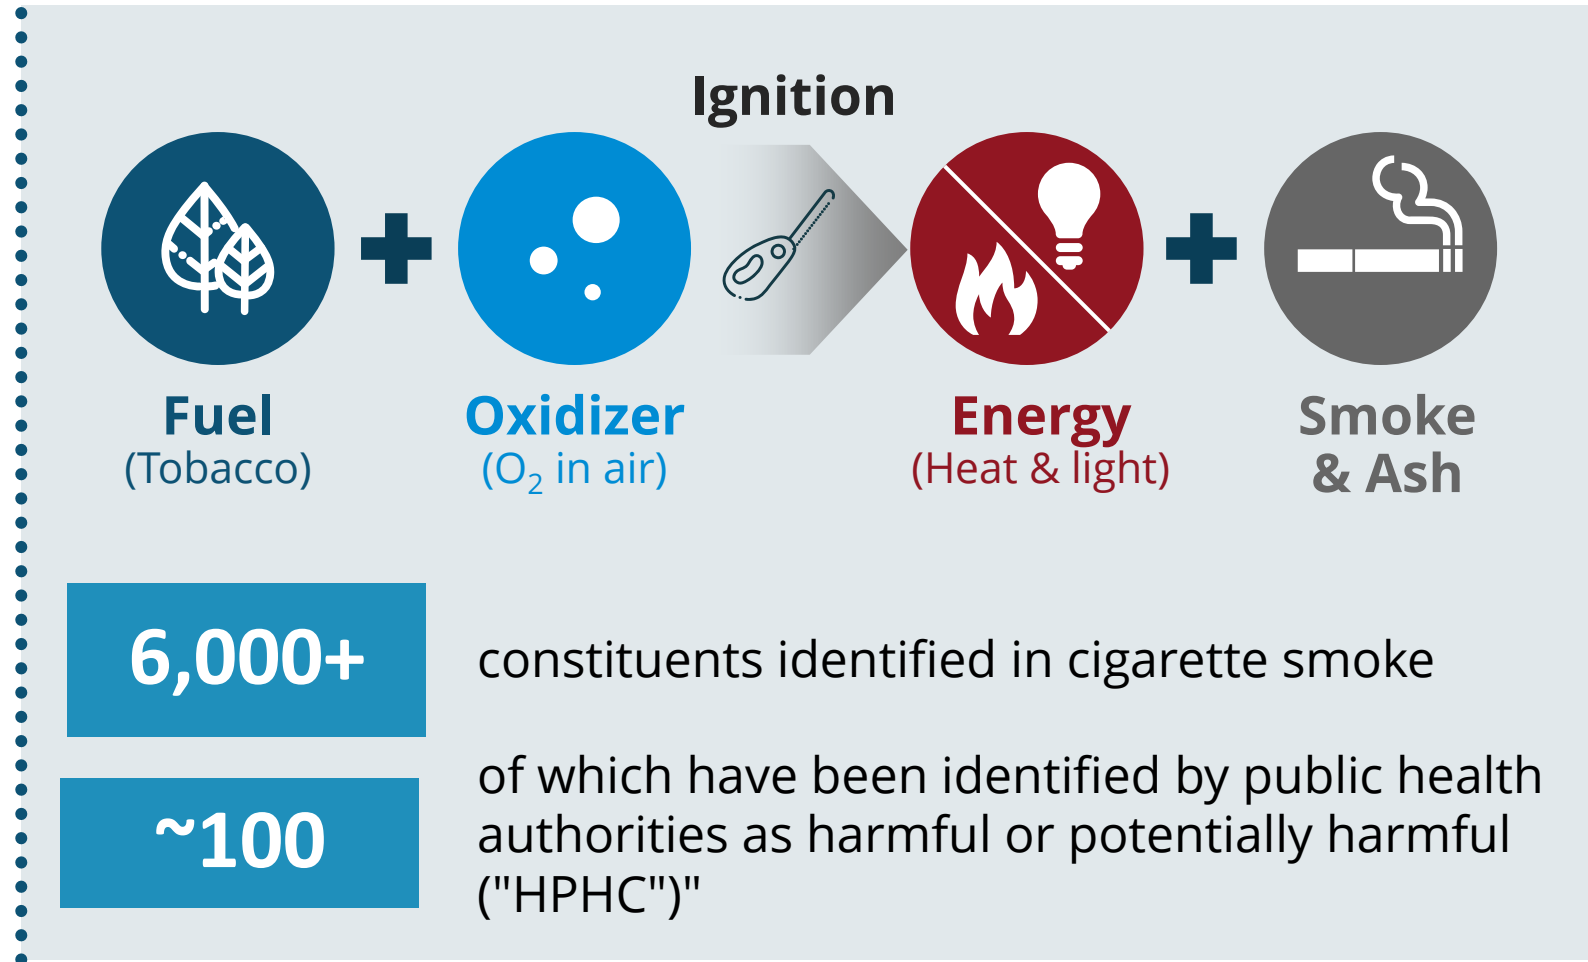 Ignition
Fuel
(Tobacco)
Oxidizer
(O₂ in air)
Energy
(Heat & light)
Smoke
& Ash
6,000+
constituents identified in cigarette smoke
~100
of which have been identified by public health
authorities as harmful or potentially harmful
("HPHC")"